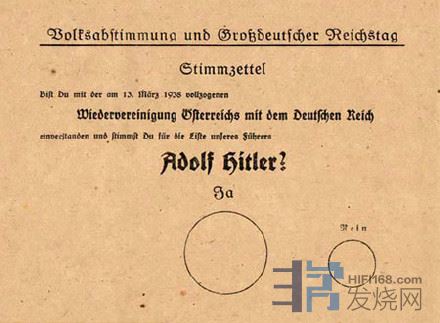 Volksabstimmung und Großdeutscher Reichstag
Stimmzettel
Bist Du mit der am 13. März 1938 vollzogenen
Wiedervereinigung Österreichs mit dem Deutschen Reich
einverstanden und stimmst Du für die Liste unseres Führers
Adolf Hitler?
Ja
Nein
HIFI168.com
发烧网